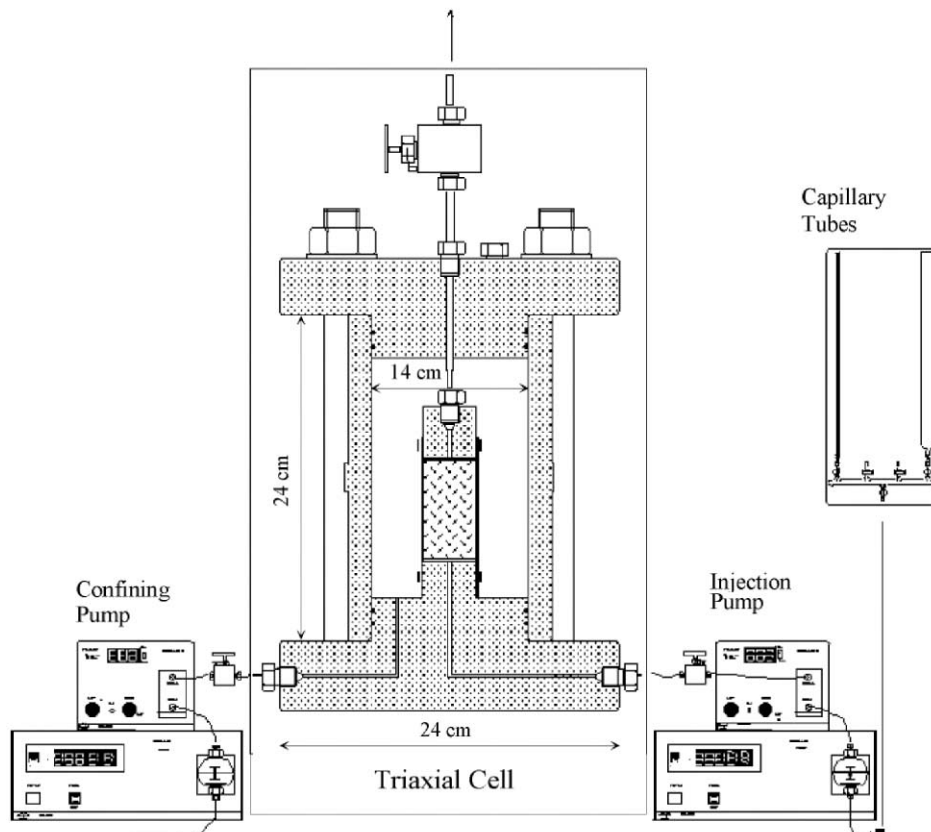 Capillary
Tubes
14 cm
24 cm
Confining
Pump
Injection
Pump
24 cm
Triaxial Cell